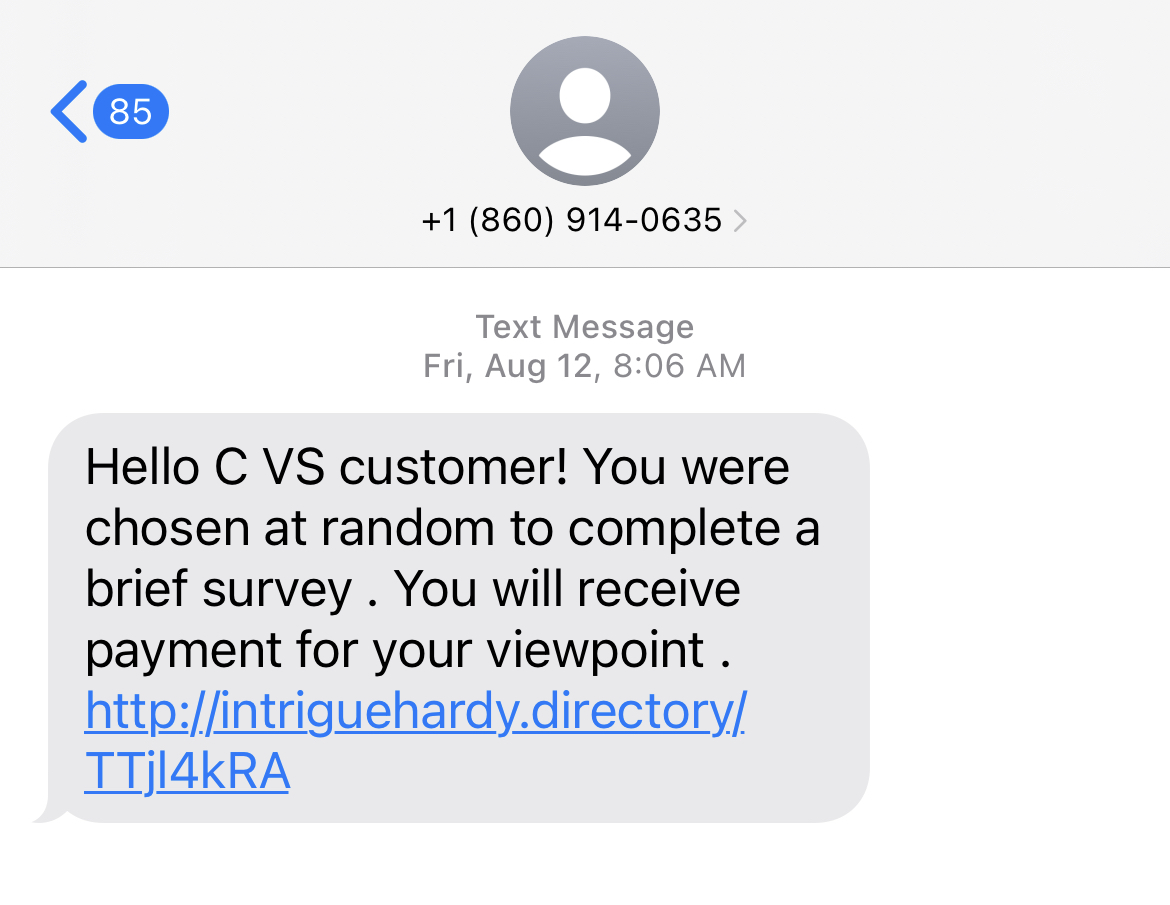 85
+1 (860) 914-0635
Text Message
Fri, Aug 12, 8:06 AM
Hello C VS customer! You were
chosen at random to complete a
brief survey . You will receive
payment for your viewpoint .
http://intriguehardy.directory/
TTjl4kRA